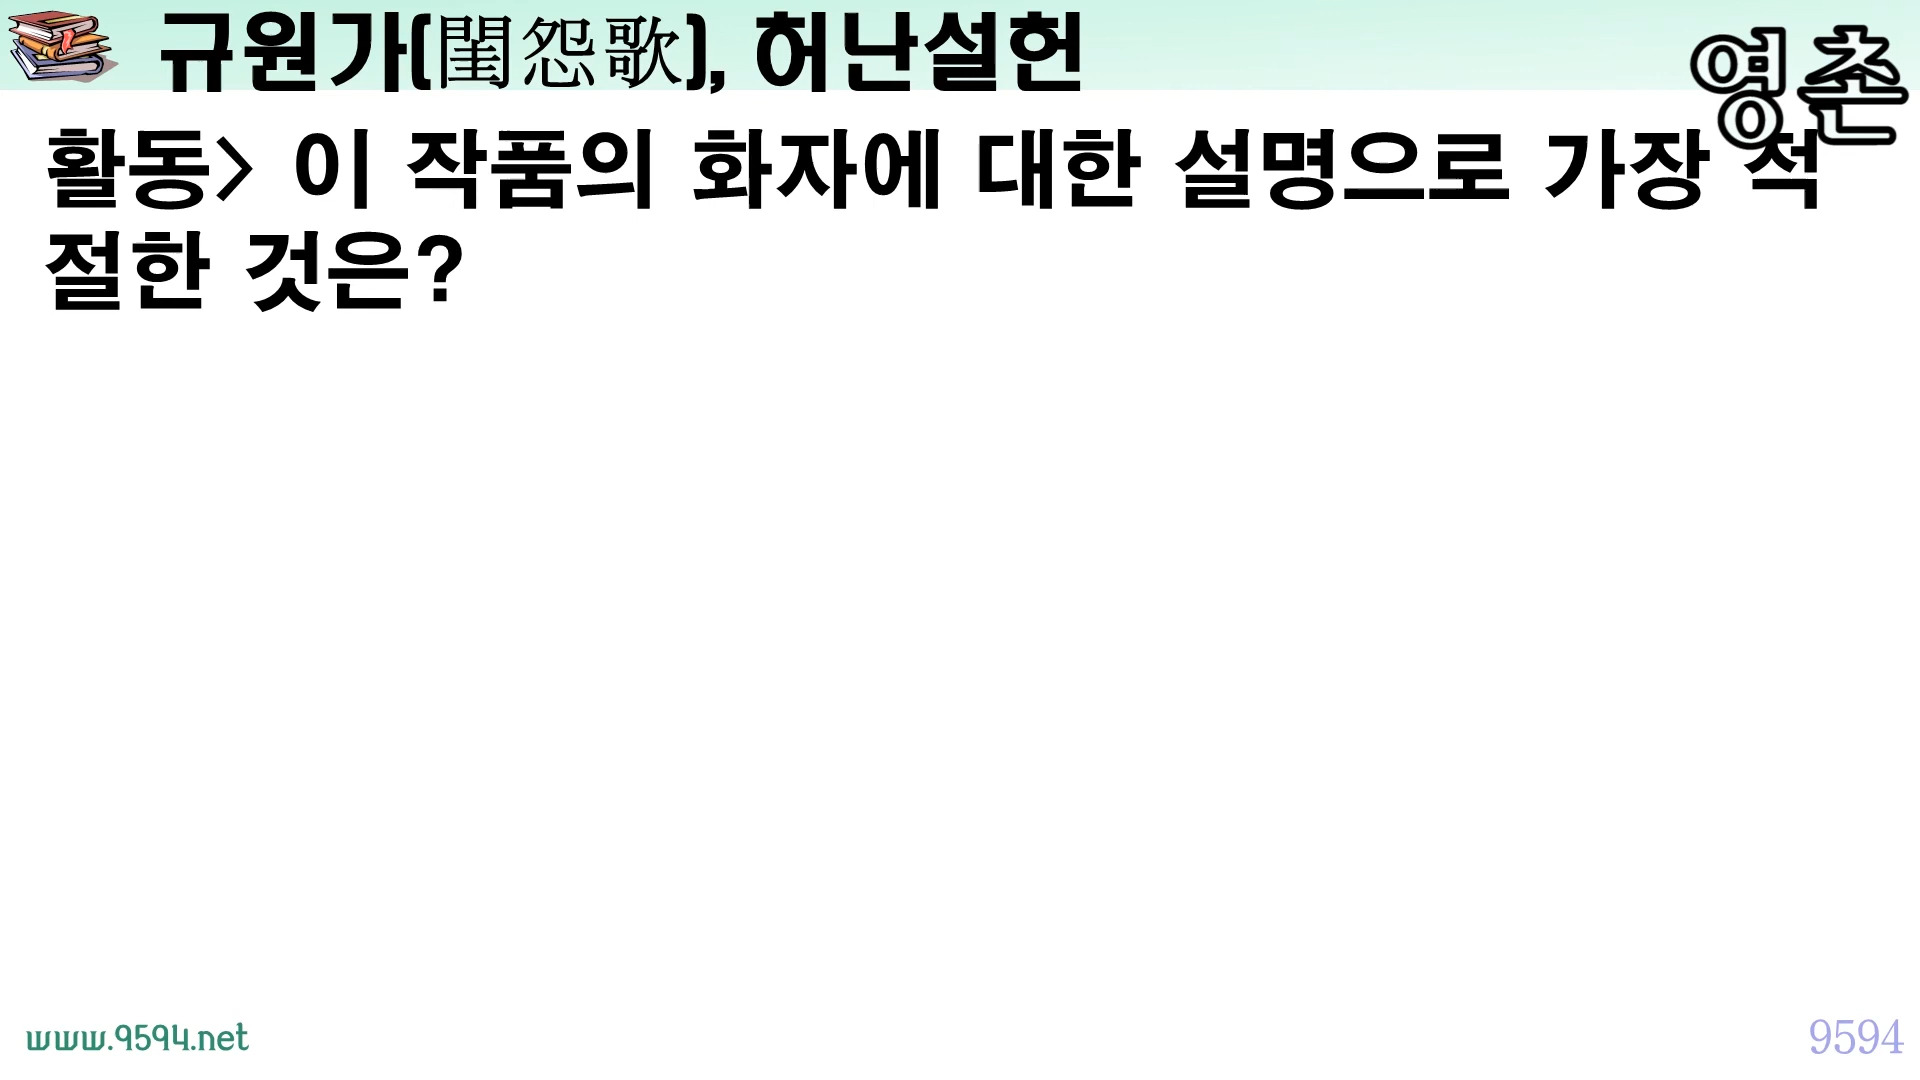 규원가(閨怨歌), 허난설헌
영촌
활동> 이 작품의 화자에 대한 설명으로 가장 적
절한 것은?
www.9594.net
9594